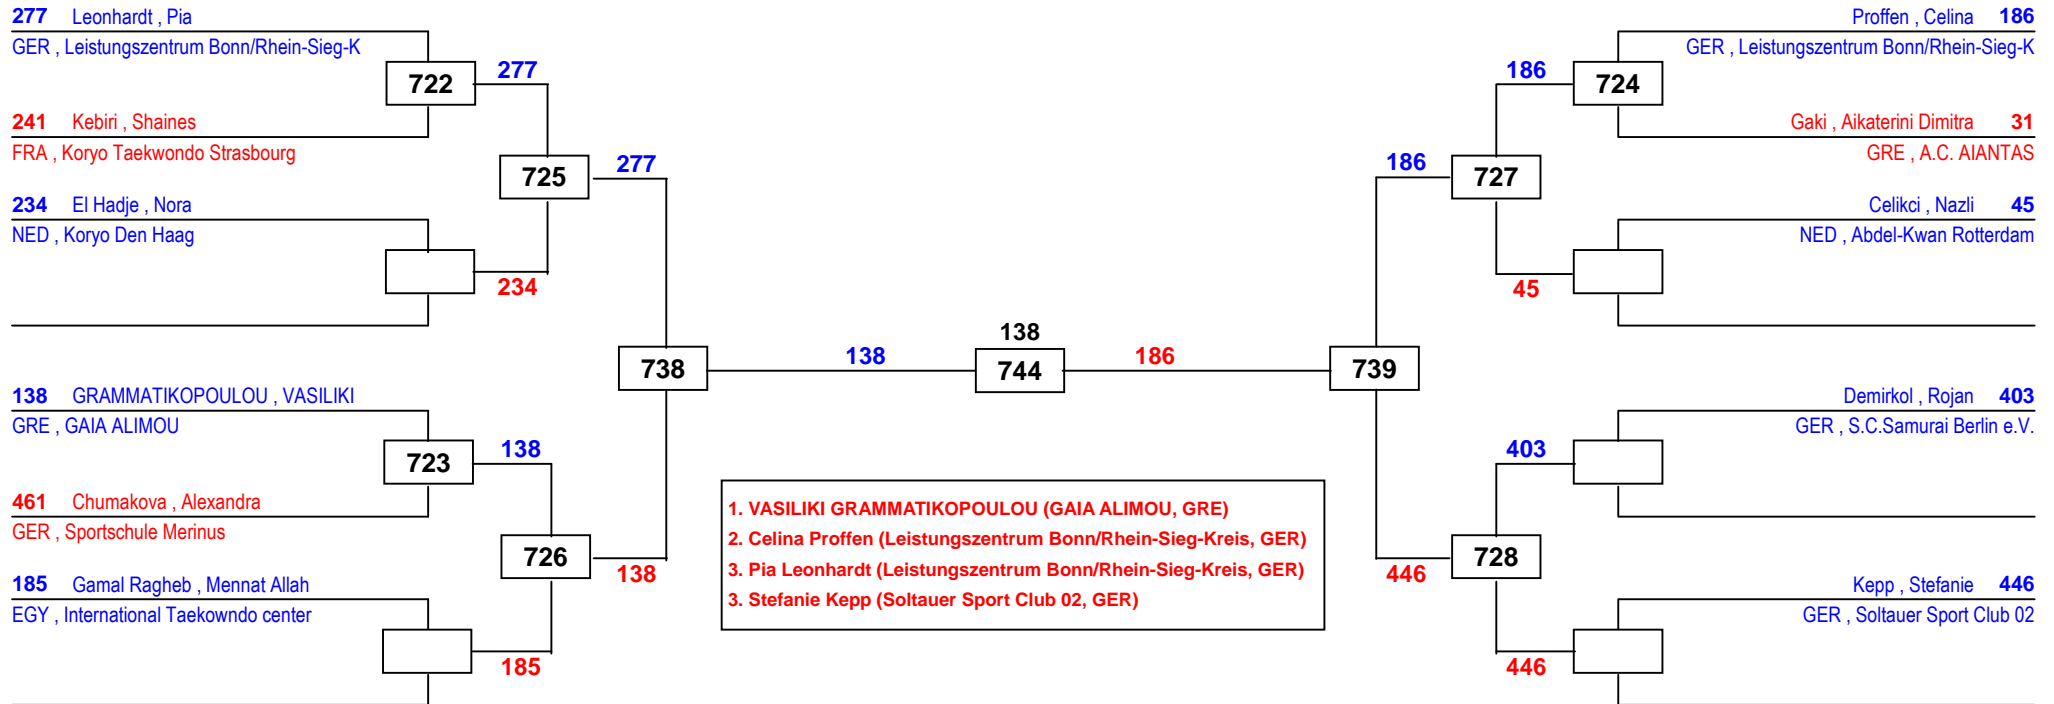 277 Leonhardt , Pia
GER , Leistungszentrum Bonn/Rhein-Sieg-K
722
277
241 Kebiri , Shaines
FRA , Koryo Taekwondo Strasbourg
725
277
234 El Hadje , Nora
NED , Koryo Den Haag
234
738
138
138 GRAMMATIKOPOULOU , VASILIKI
GRE , GAIA ALIMOU
723
138
461 Chumakova , Alexandra
GER , Sportschule Merinus
726
138
185 Gamal Ragheb , Mennat Allah
EGY , International Taekowndo center
185
138
744
1. VASILIKI GRAMMATIKOPOULOU (GAIA ALIMOU, GRE)
2. Celina Proffen (Leistungszentrum Bonn/Rhein-Sieg-Kreis, GER)
3. Pia Leonhardt (Leistungszentrum Bonn/Rhein-Sieg-Kreis, GER)
3. Stefanie Kepp (Soltauer Sport Club 02, GER)
Proffen , Celina 186
GER , Leistungszentrum Bonn/Rhein-Sieg-K
186
724
Gaki , Aikaterini Dimitra 31
GRE , A.C. AIANTAS
186
727
Celikci , Nazli 45
NED , Abdel-Kwan Rotterdam
45
186
739
Demirkol , Rojan 403
GER , S.C.Samurai Berlin e.V.
403
446
728
Kepp , Stefanie 446
GER , Soltauer Sport Club 02
446